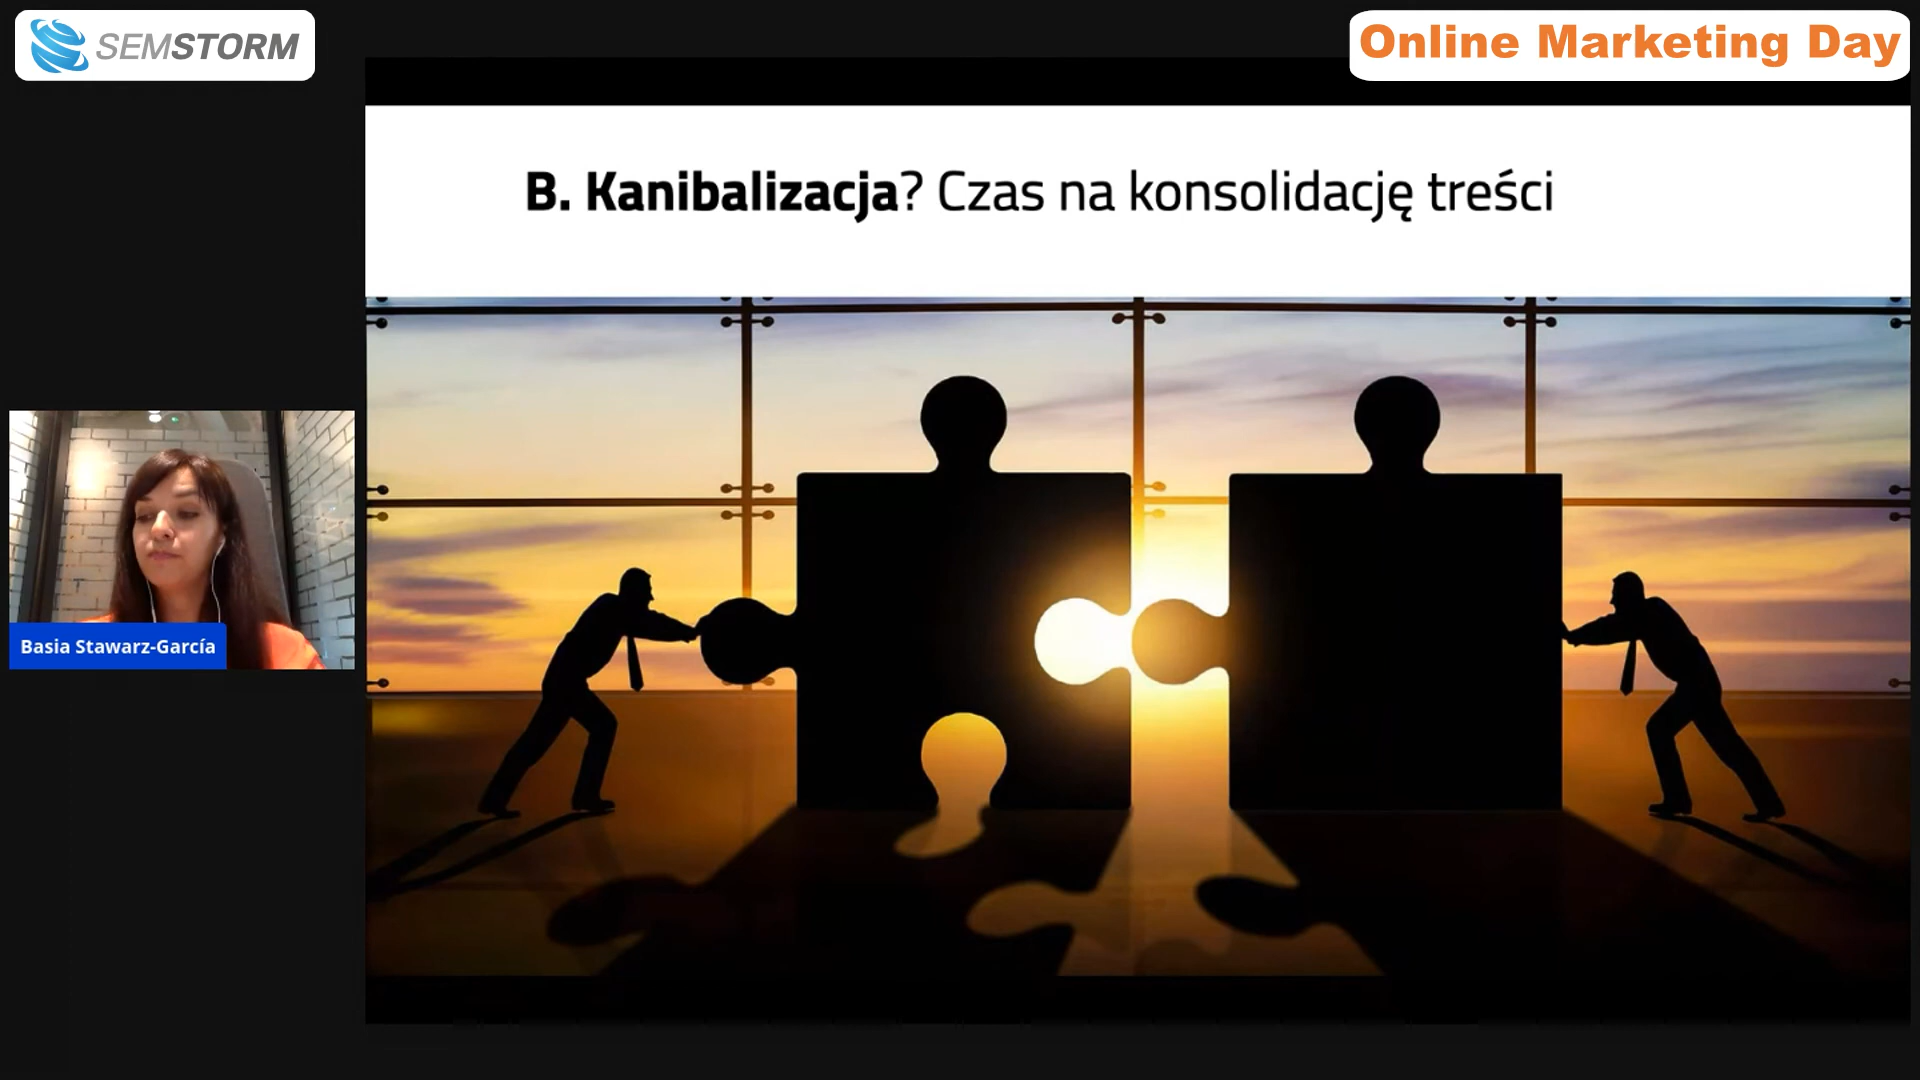 SEMSTORM
Online Marketing Day
B. Kanibalizacja? Czas na konsolidację treści
Basia Stawarz-García